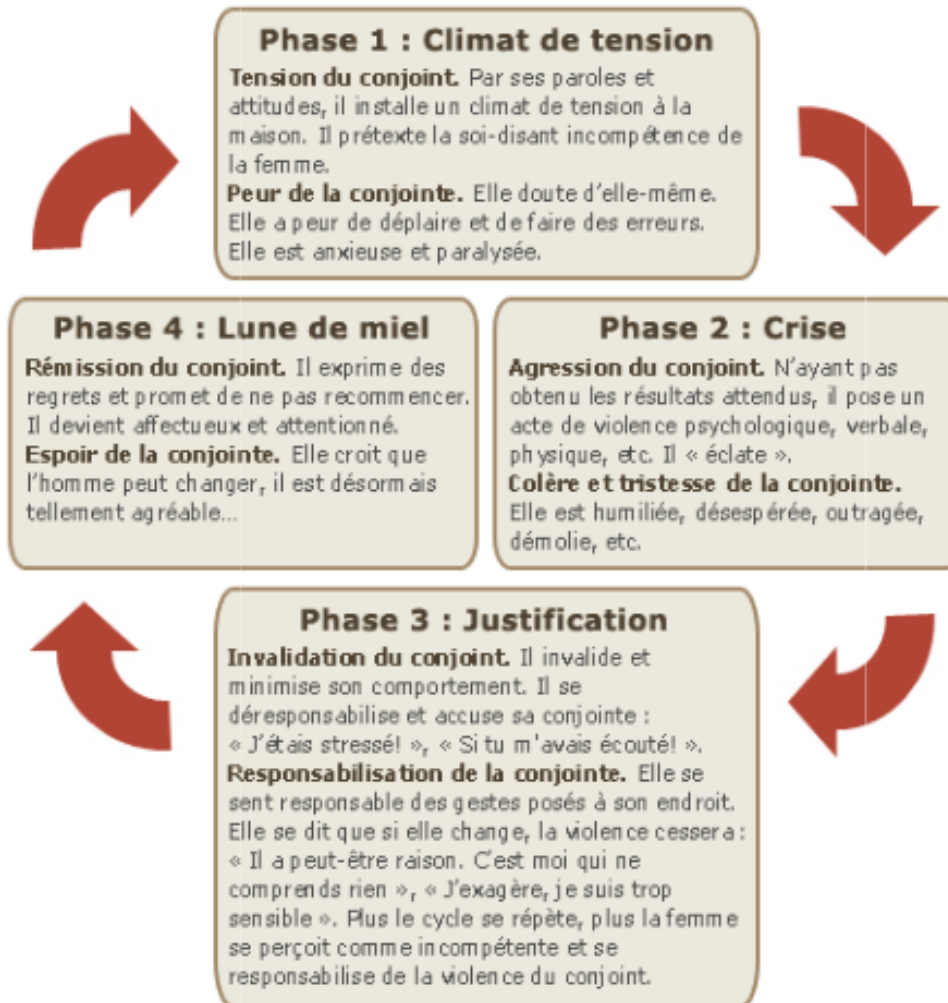 Phase 1 : Climat de tension
Tension du conjoint. Par ses paroles et
attitudes, il installe un climat de tension à la
maison. Il prétexte la soi-disant incompétence de
la femme.
Peur de la conjointe. Elle doute d'elle-même.
Elle a peur de déplaire et de faire des erreurs.
Elle est anxieuse et paralysée.
Phase 2 : Crise
Agression du conjoint. N'ayant pas
obtenu les résultats attendus, il pose un
acte de violence psychologique, verbale,
physique, etc. Il « éclate ».
Colère et tristesse de la conjointe.
Elle est humiliée, désespérée, outragée,
démolie, etc.
Phase 3 : Justification
Invalidation du conjoint. Il invalide et
minimise son comportement. Il se
déresponsabilise et accuse sa conjointe :
« J'étais stressé! », « Si tu m'avais écouté! ».
Responsabilisation de la conjointe. Elle se
sent responsable des gestes posés à son endroit.
Elle se dit que si elle change, la violence cessera :
« Il a peut-être raison. C'est moi qui ne
comprends rien », « J'exagère, je suis trop
sensible ». Plus le cycle se répète, plus la femme
se perçoit comme incompétente et se
responsabilise de la violence du conjoint.
Phase 4 : Lune de miel
Rémission du conjoint. Il exprime des
regrets et promet de ne pas recommencer.
Il devient affectueux et attentionné.
Espoir de la conjointe. Elle croit que
l'homme peut changer, il est désormais
tellement agréable...